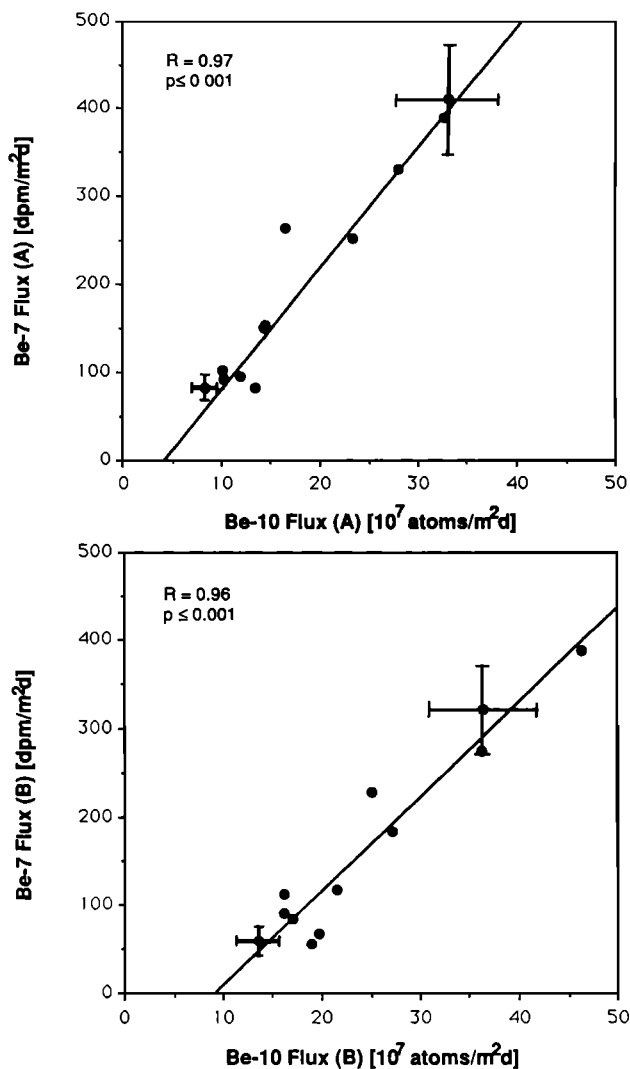 R = 0.97
p≤ 0 001
500
400
300
200
100
0
Be-7 Flux (A) [dpm/m²d]
0 10 20 30 40 50
Be-10 Flux (A) [10⁷ atoms/m²d]
R = 0.96
p ≤ 0.001
500
400
300
200
100
0
Be-7 Flux (B) [dpm/m²d]
0 10 20 30 40 50
Be-10 Flux (B) [10⁷ atoms/m²d]